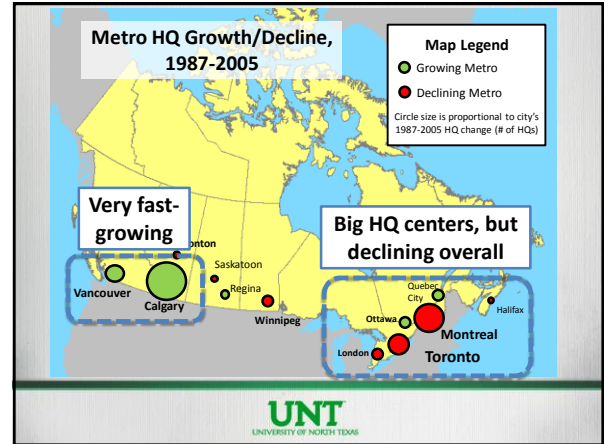 Metro HQ Growth/Decline,
1987-2005
Map Legend
Growing Metro
Declining Metro
Circle size is proportional to city's
1987-2005 HQ change (# of HQs)
Very fast-
growing
Big HQ centers, but
declining overall
onton
Saskatoon
Regina
Vancouver
Calgary
Winnipeg
Quebec
City
Halifax
Ottawa
Montreal
Toronto
London
UNT
UNIVERSITY OF NORTH TEXAS